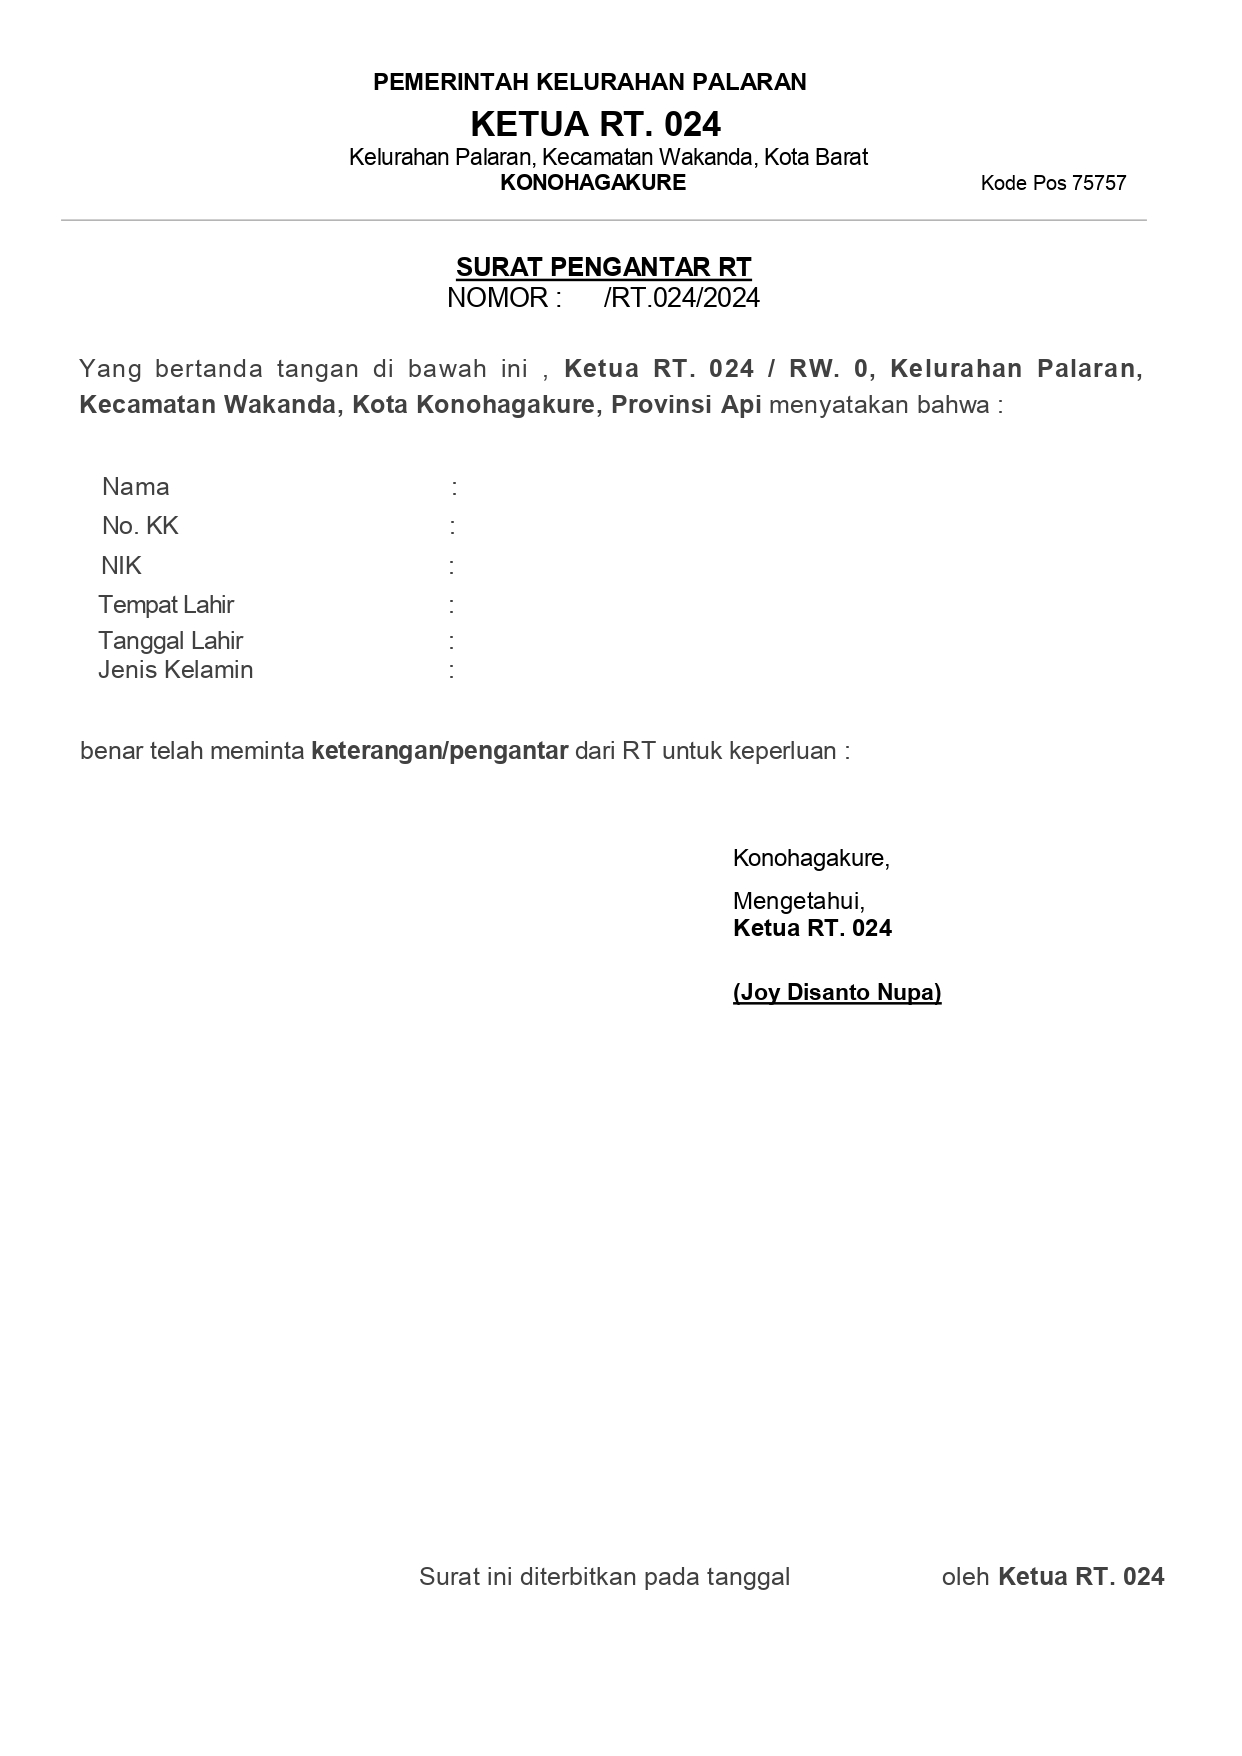 PEMERINTAH KELURAHAN PALARAN
KETUA RT. 024
Kelurahan Palaran, Kecamatan Wakanda, Kota Barat
KONOHAGAKURE Kode Pos 75757
SURAT PENGANTAR RT
NOMOR : /RT.024/2024
Yang bertanda tangan di bawah ini , Ketua RT. 024 / RW. 0, Kelurahan Palaran,
Kecamatan Wakanda, Kota Konohagakure, Provinsi Api menyatakan bahwa :
Nama :
No. KK :
NIK :
Tempat Lahir :
Tanggal Lahir :
Jenis Kelamin :
benar telah meminta keterangan/pengantar dari RT untuk keperluan :
Konohagakure,
Mengetahui,
Ketua RT. 024
(Joy Disanto Nupa)
Surat ini diterbitkan pada tanggal oleh Ketua RT. 024